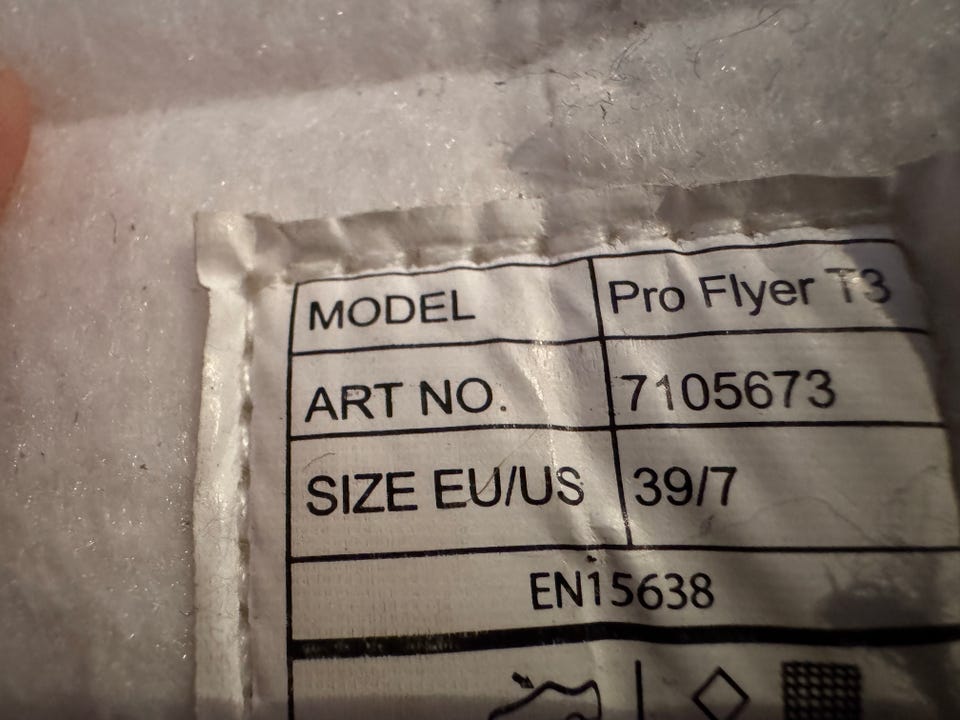 MODEL Pro Flyer T3
ART NO. 7105673
SIZE EU/US 39/7
EN15638